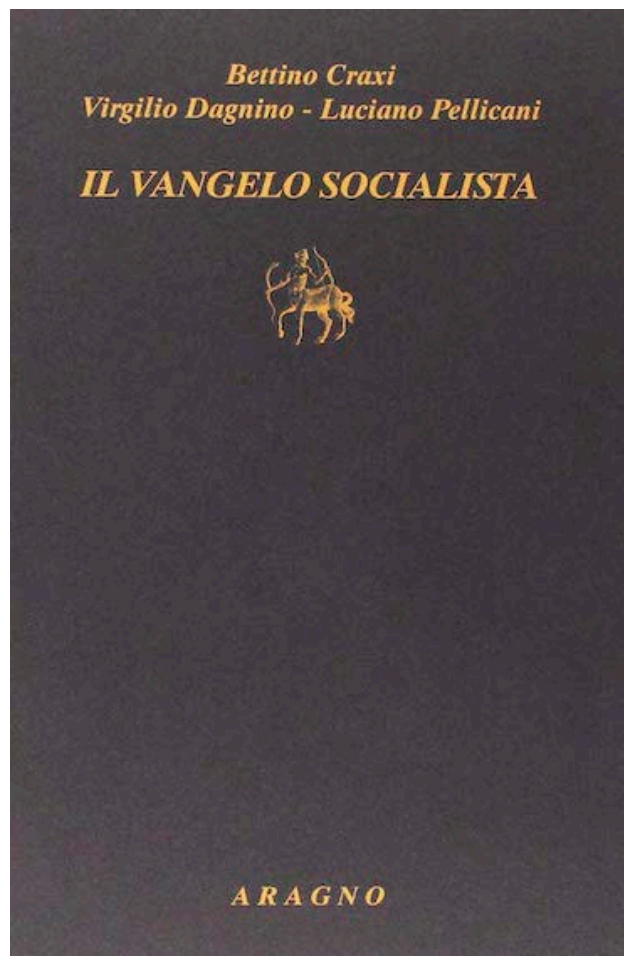 Bettino Craxi
Virgilio Dagnino - Luciano Pellicani
IL VANGELO SOCIALISTA
ARAGNO